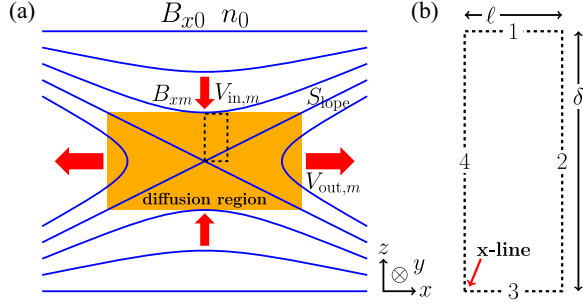 (a)
B_{x0} n_0
B_{xm} V_{in,m} S_{lope}
V_{out,m}
diffusion region
z
y
x
(b)
ℓ
1
δ
4
2
x-line
3